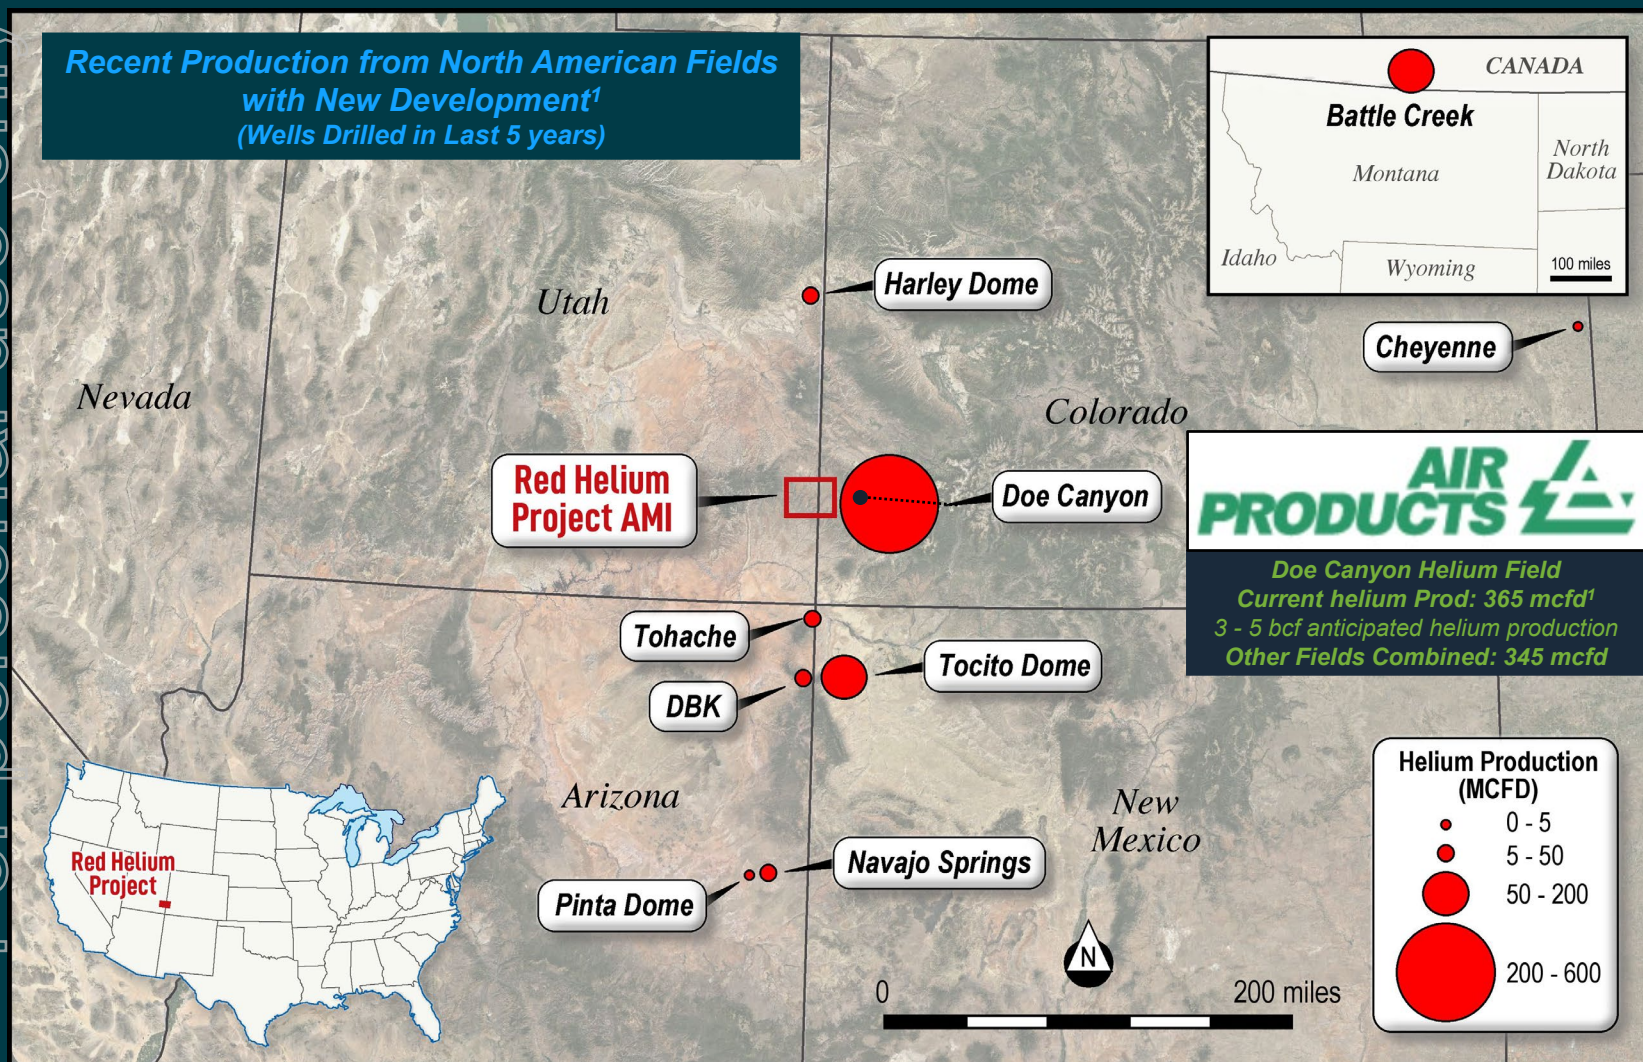 Recent Production from North American Fields
with New Development¹
(Wells Drilled in Last 5 years)
CANADA
Battle Creek
Montana
North
Dakota
Idaho
Wyoming
100 miles
Harley Dome
Utah
Cheyenne
Nevada
Colorado
Red Helium
Project AMI
Doe Canyon
AIR
PRODUCTS
Doe Canyon Helium Field
Current helium Prod: 365 mcfd¹
3 - 5 bcf anticipated helium production
Other Fields Combined: 345 mcfd
Tohache
Tocito Dome
DBK
Arizona
New
Mexico
Navajo Springs
Pinta Dome
Red Helium
Project
N
0
200 miles
Helium Production
(MCFD)
0 - 5
5 - 50
50 - 200
200 - 600